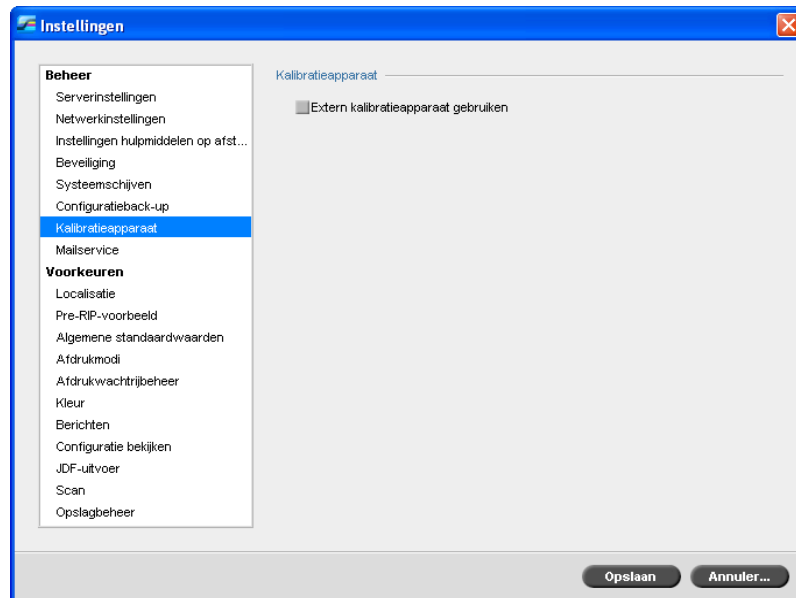 Instellingen
Beheer
Serverinstellingen
Netwerkinstellingen
Instellingen hulpmiddelen op afst...
Beveiliging
Systeemschijven
Configuratieback-up
Kalibratieapparaat
Mailservice
Voorkeuren
Localisatie
Pre-RIP-voorbeeld
Algemene standaardwaarden
Afdrukmodi
Afdrukwachtrijbeheer
Kleur
Berichten
Configuratie bekijken
JDF-uitvoer
Scan
Opslagbeheer
Kalibratieapparaat
Extern kalibratieapparaat gebruiken
Opslaan
Annuler...